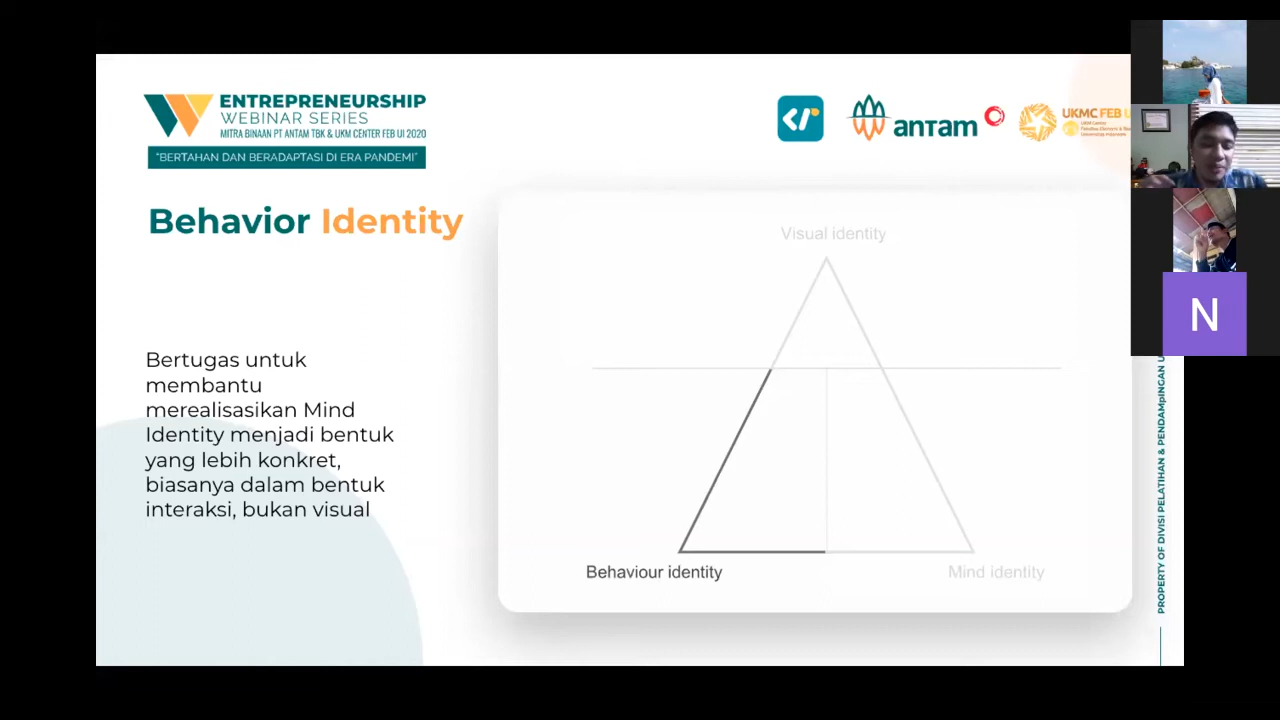 ENTREPRENEURSHIP
WEBINAR SERIES
MITRA BINAAN PT ANTAM TBK & UKM CENTER FEB UI 2020
"BERTAHAN DAN BERADAPTASI DI ERA PANDEMI"
antam
UKMC FEB U
Behavior Identity
Visual identity
Bertugas untuk
membantu
merealisasikan Mind
Identity menjadi bentuk
yang lebih konkret,
biasanya dalam bentuk
interaksi, bukan visual
Behaviour identity
Mind identity
N
PROPERTY OF DIVISI PELATIHAN & PENDAMpINGAN U